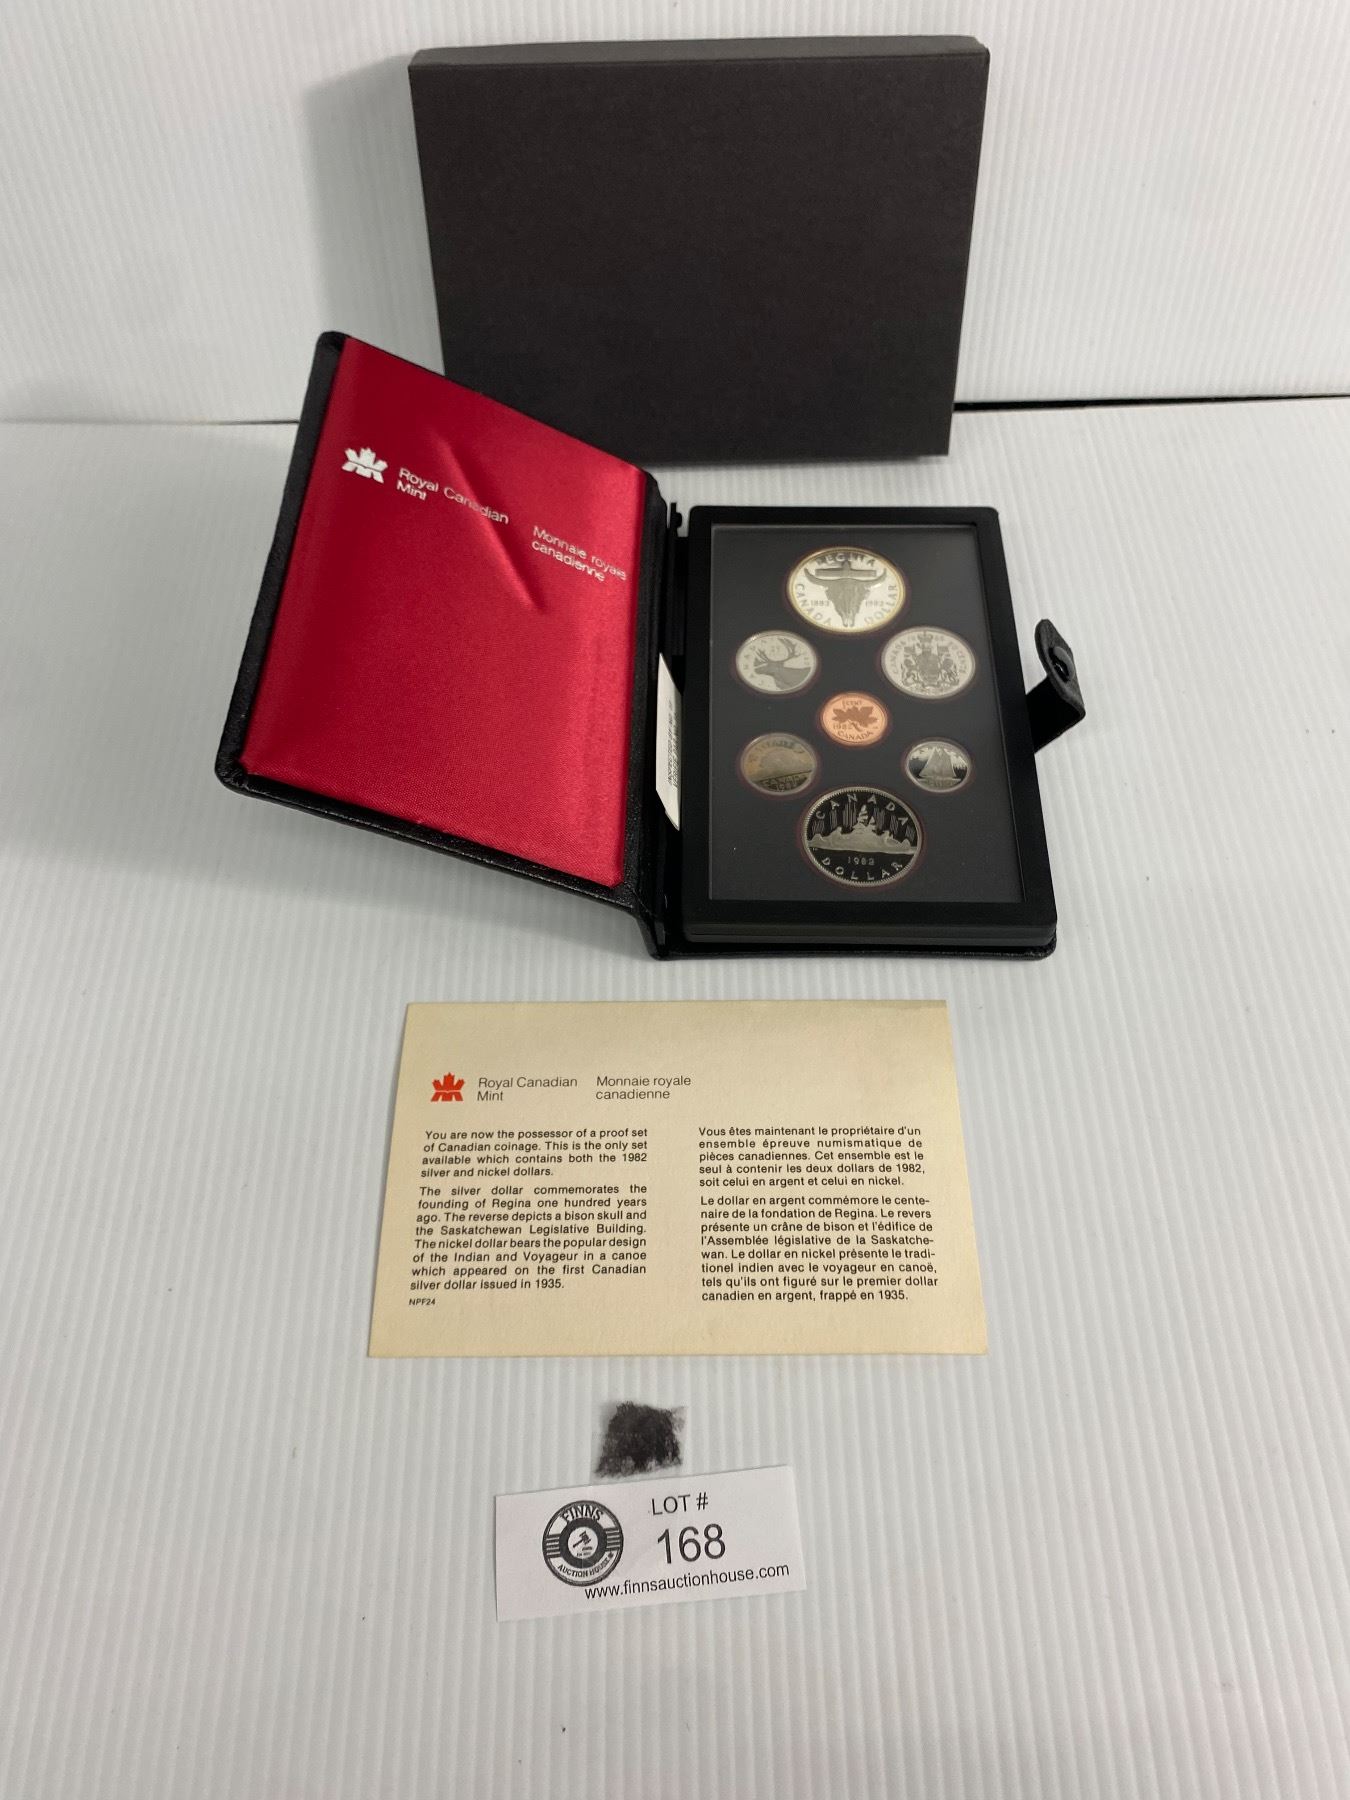 Royal Canadian
Mint
Monnaie royale
canadienne
REGINA
1882 1982
CANADA DOLLAR
CANADA
1982
CANADA
CANADA
DOLLAR
Royal Canadian
Mint
Monnaie royale
canadienne
You are now the possessor of a proof set
of Canadian coinage. This is the only set
available which contains both the 1982
silver and nickel dollars.
The silver dollar commemorates the
founding of Regina one hundred years
ago. The reverse depicts a bison skull and
the Saskatchewan Legislative Building.
The nickel dollar bears the popular design
of the Indian and Voyageur in a canoe
which appeared on the first Canadian
silver dollar issued in 1935.
NPF24
Vous êtes maintenant le propriétaire d'un
ensemble épreuve numismatique de
pièces canadiennes. Cet ensemble est le
seul à contenir les deux dollars de 1982,
soit celui en argent et celui en nickel.
Le dollar en argent commémore le cente-
naire de la fondation de Regina. Le revers
présente un crâne de bison et l'édifice de
l'Assemblée législative de la Saskatche-
wan. Le dollar en nickel présente le tradi-
tionel indien avec le voyageur en canoë,
tels qu'ils ont figuré sur le premier dollar
canadien en argent, frappé en 1935.
FINNS
AUCTION HOUSE
LOT #
168
www.finnsauctionhouse.com